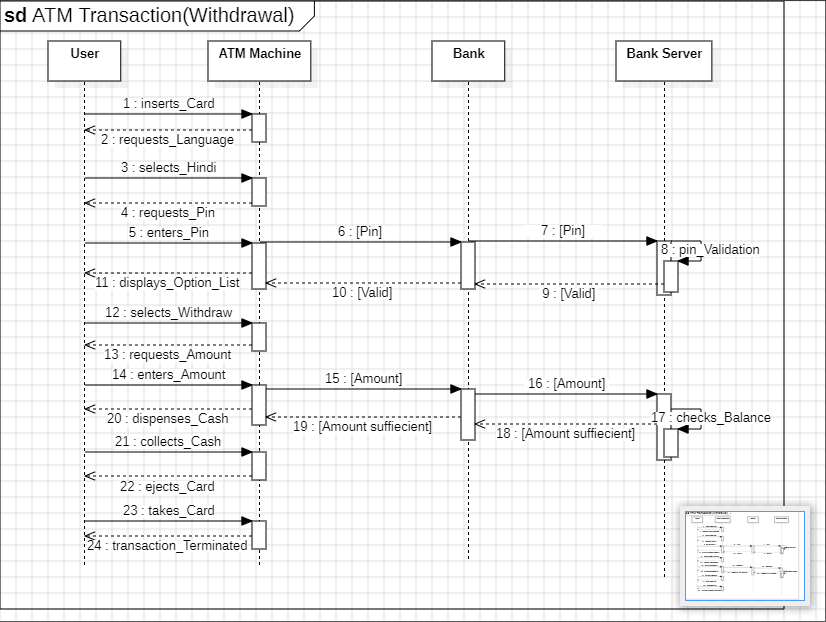 sd ATM Transaction(Withdrawal)
User
ATM Machine
Bank
Bank Server
1 : inserts_Card
2 : requests_Language
3 : selects_Hindi
4 : requests_Pin
5 : enters_Pin
6 : [Pin]
7 : [Pin]
8 : pin_Validation
9 : [Valid]
10 : [Valid]
11 : displays_Option_List
12 : selects_Withdraw
13 : requests_Amount
14 : enters_Amount
15 : [Amount]
16 : [Amount]
17 : checks_Balance
18 : [Amount suffiecient]
19 : [Amount suffiecient]
20 : dispenses_Cash
21 : collects_Cash
22 : ejects_Card
23 : takes_Card
24 : transaction_Terminated